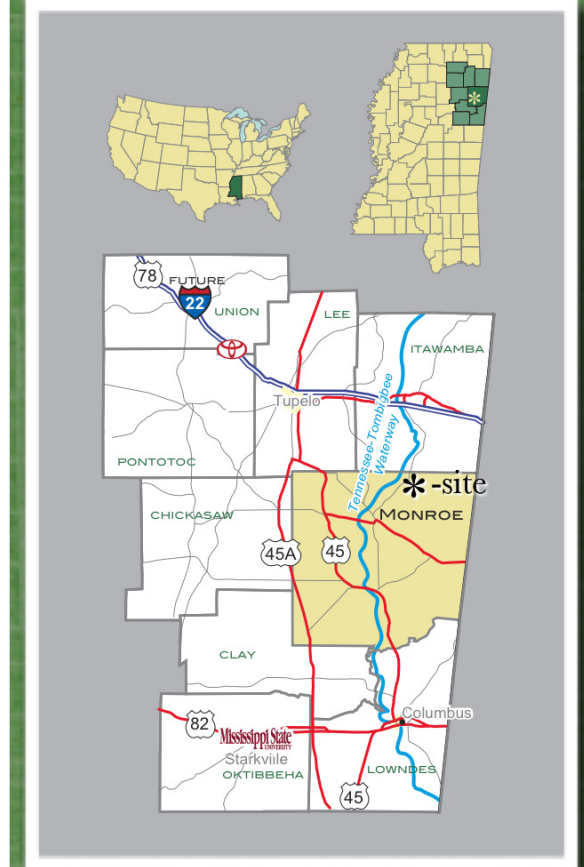 78
FUTURE
22
UNION
LEE
ITAWAMBA
Tupelo
Tennessee-Tombigbee
Waterway
PONTOTOC
*-site
CHICKASAW
MONROE
45A
45
CLAY
Columbus
82
Mississippi State
UNIVERSITY
Starkville
OKTIBBEHA
LOWNDES
45